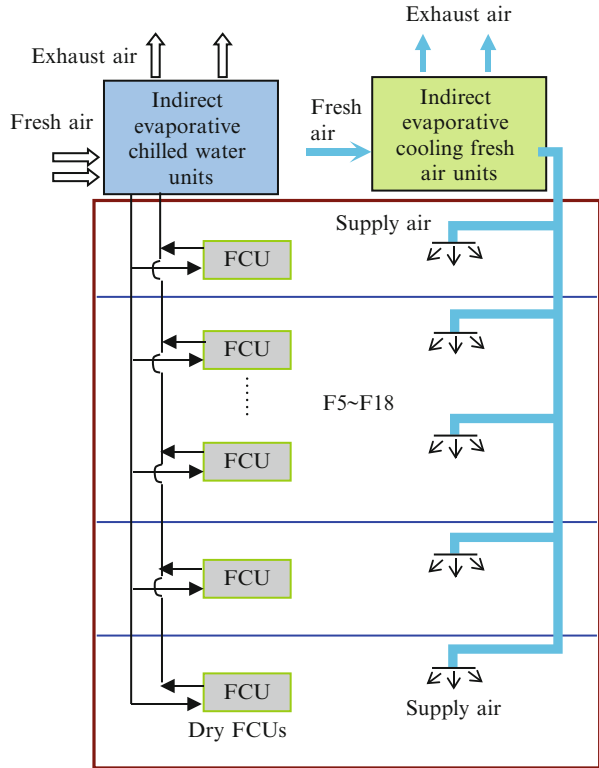 Exhaust air
Exhaust air
Fresh air
Indirect
evaporative
chilled water
units
Fresh
air
Indirect
evaporative
cooling fresh
air units
Supply air
FCU
FCU
F5~F18
FCU
FCU
FCU
Dry FCUs
Supply air